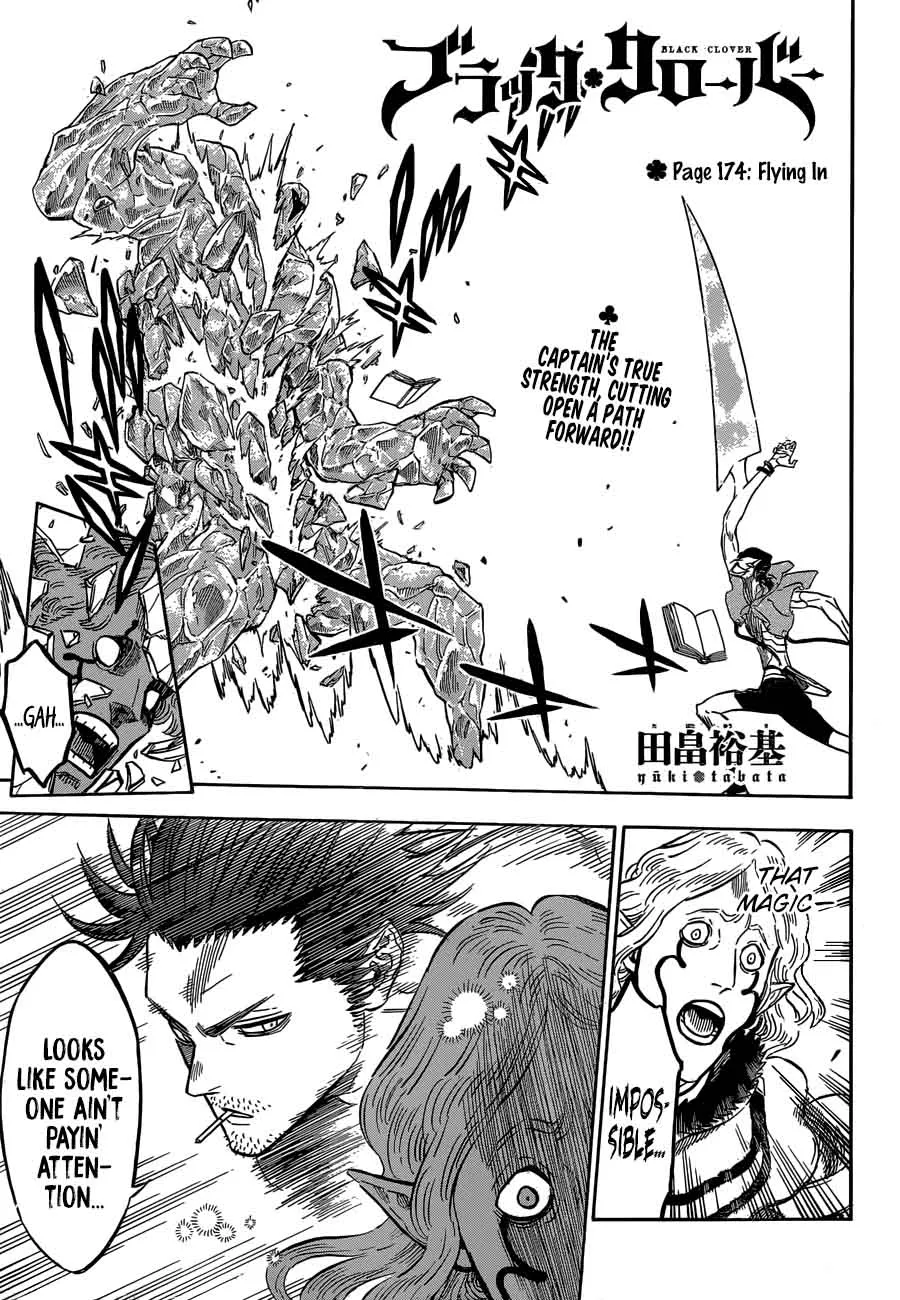 BLACK CLOVER
ブラッククローバー
Page 174: Flying In
THE
CAPTAIN'S TRUE
STRENGTH, CUTTING
OPEN A PATH
FORWARD!!
...GAH...
田畠裕基
yūki tabata
THAT
MAGIC—
IMPOS-
SIBLE...
LOOKS
LIKE SOME-
ONE AIN'T
PAYIN'
ATTEN-
TION...